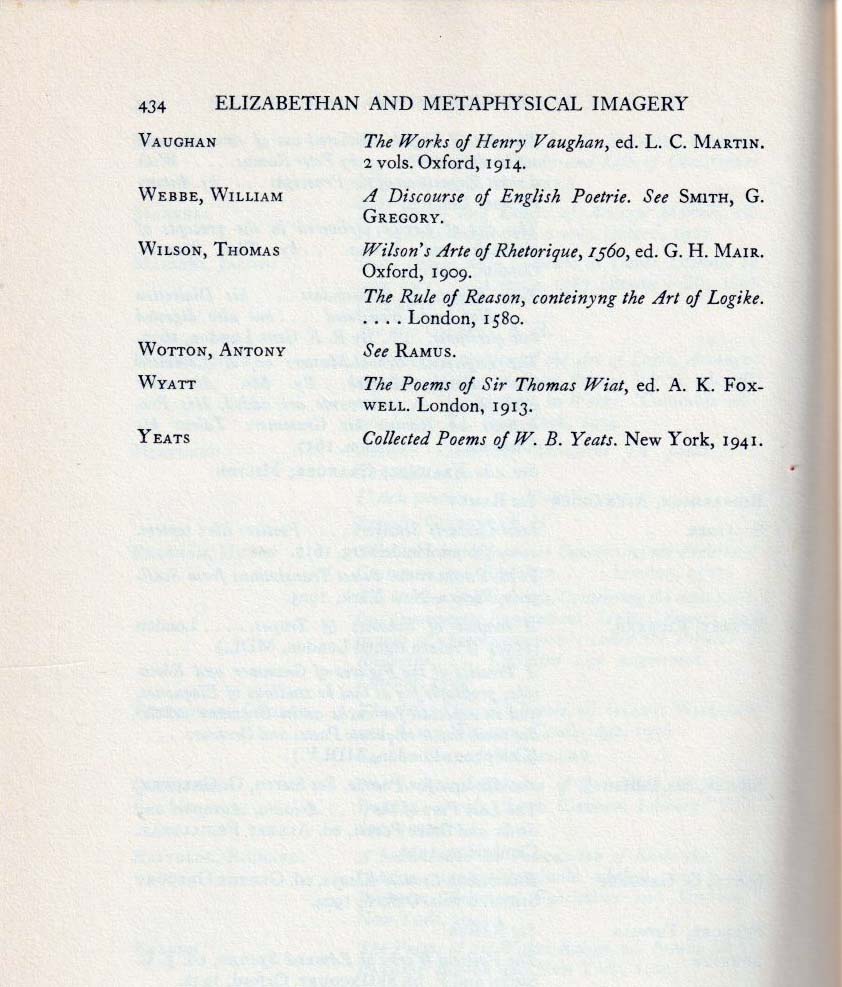 434 ELIZABETHAN AND METAPHYSICAL IMAGERY
VAUGHAN The Works of Henry Vaughan, ed. L. C. MARTIN.
2 vols. Oxford, 1914.
WEBBE, WILLIAM A Discourse of English Poetrie. See SMITH, G.
GREGORY.
WILSON, THOMAS Wilson's Arte of Rhetorique, 1560, ed. G. H. MAIR.
Oxford, 1909.
The Rule of Reason, conteinyng the Art of Logike.
. . . . London, 1580.
WOTTON, ANTONY See RAMUS.
WYATT The Poems of Sir Thomas Wiat, ed. A. K. FOX-
WELL. London, 1913.
YEATS Collected Poems of W. B. Yeats. New York, 1941.